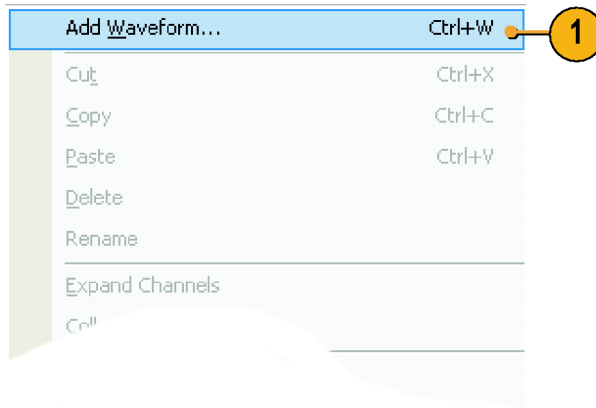 Add Waveform... Ctrl+W 1
Cut Ctrl+X
Copy Ctrl+C
Paste Ctrl+V
Delete
Rename
Expand Channels